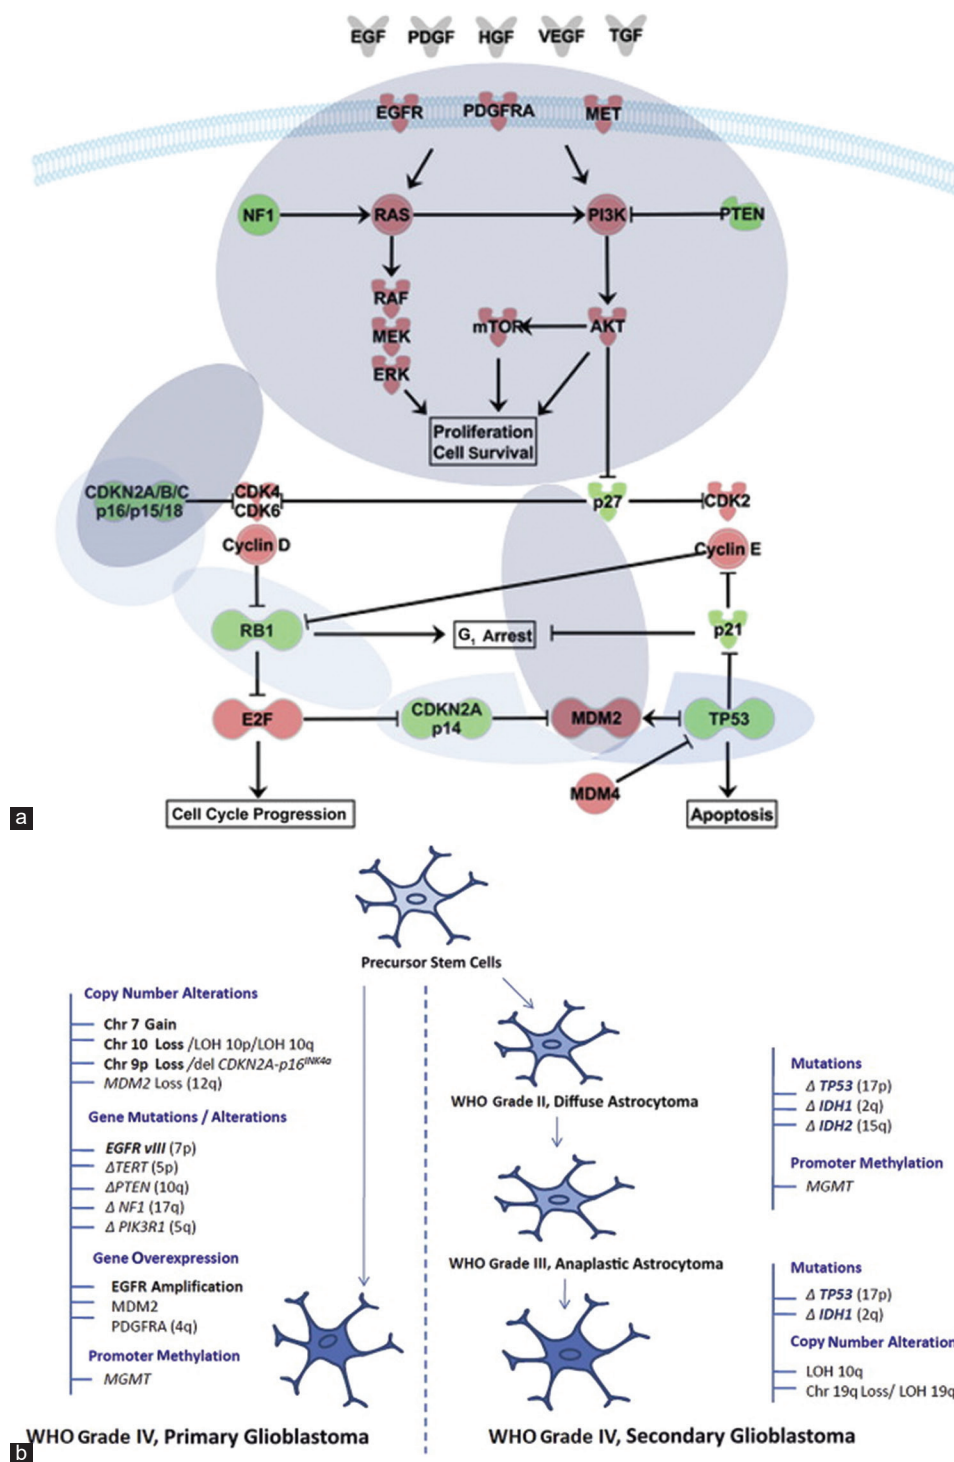 EGF PDGF HGF VEGF TGF
EGFR PDGFRA MET
NF1 RAS PI3K PTEN
RAF
mTOR AKT
MEK
ERK
Proliferation
Cell Survival
CDKN2A/B/C
p16/p15/18
CDK4
CDK6
p27 CDK2
Cyclin D
Cyclin E
RB1
G1 Arrest
p21
E2F
CDKN2A
p14
MDM2
TP53
MDM4
Cell Cycle Progression
Apoptosis
a
Precursor Stem Cells
Copy Number Alterations
Chr 7 Gain
Chr 10 Loss /LOH 10p/LOH 10q
Chr 9p Loss /del CDKN2A-p16INK4a
MDM2 Loss (12q)
Gene Mutations / Alterations
EGFR vIII (7p)
ΔTERT (5p)
ΔPTEN (10q)
Δ NF1 (17q)
Δ PIK3R1 (5q)
Gene Overexpression
EGFR Amplification
MDM2
PDGFRA (4q)
Promoter Methylation
MGMT
WHO Grade IV, Primary Glioblastoma
WHO Grade II, Diffuse Astrocytoma
Mutations
Δ TP53 (17p)
Δ IDH1 (2q)
Δ IDH2 (15q)
Promoter Methylation
MGMT
WHO Grade III, Anaplastic Astrocytoma
Mutations
Δ TP53 (17p)
Δ IDH1 (2q)
Copy Number Alteration
LOH 10q
Chr 19q Loss/ LOH 19q
WHO Grade IV, Secondary Glioblastoma
b